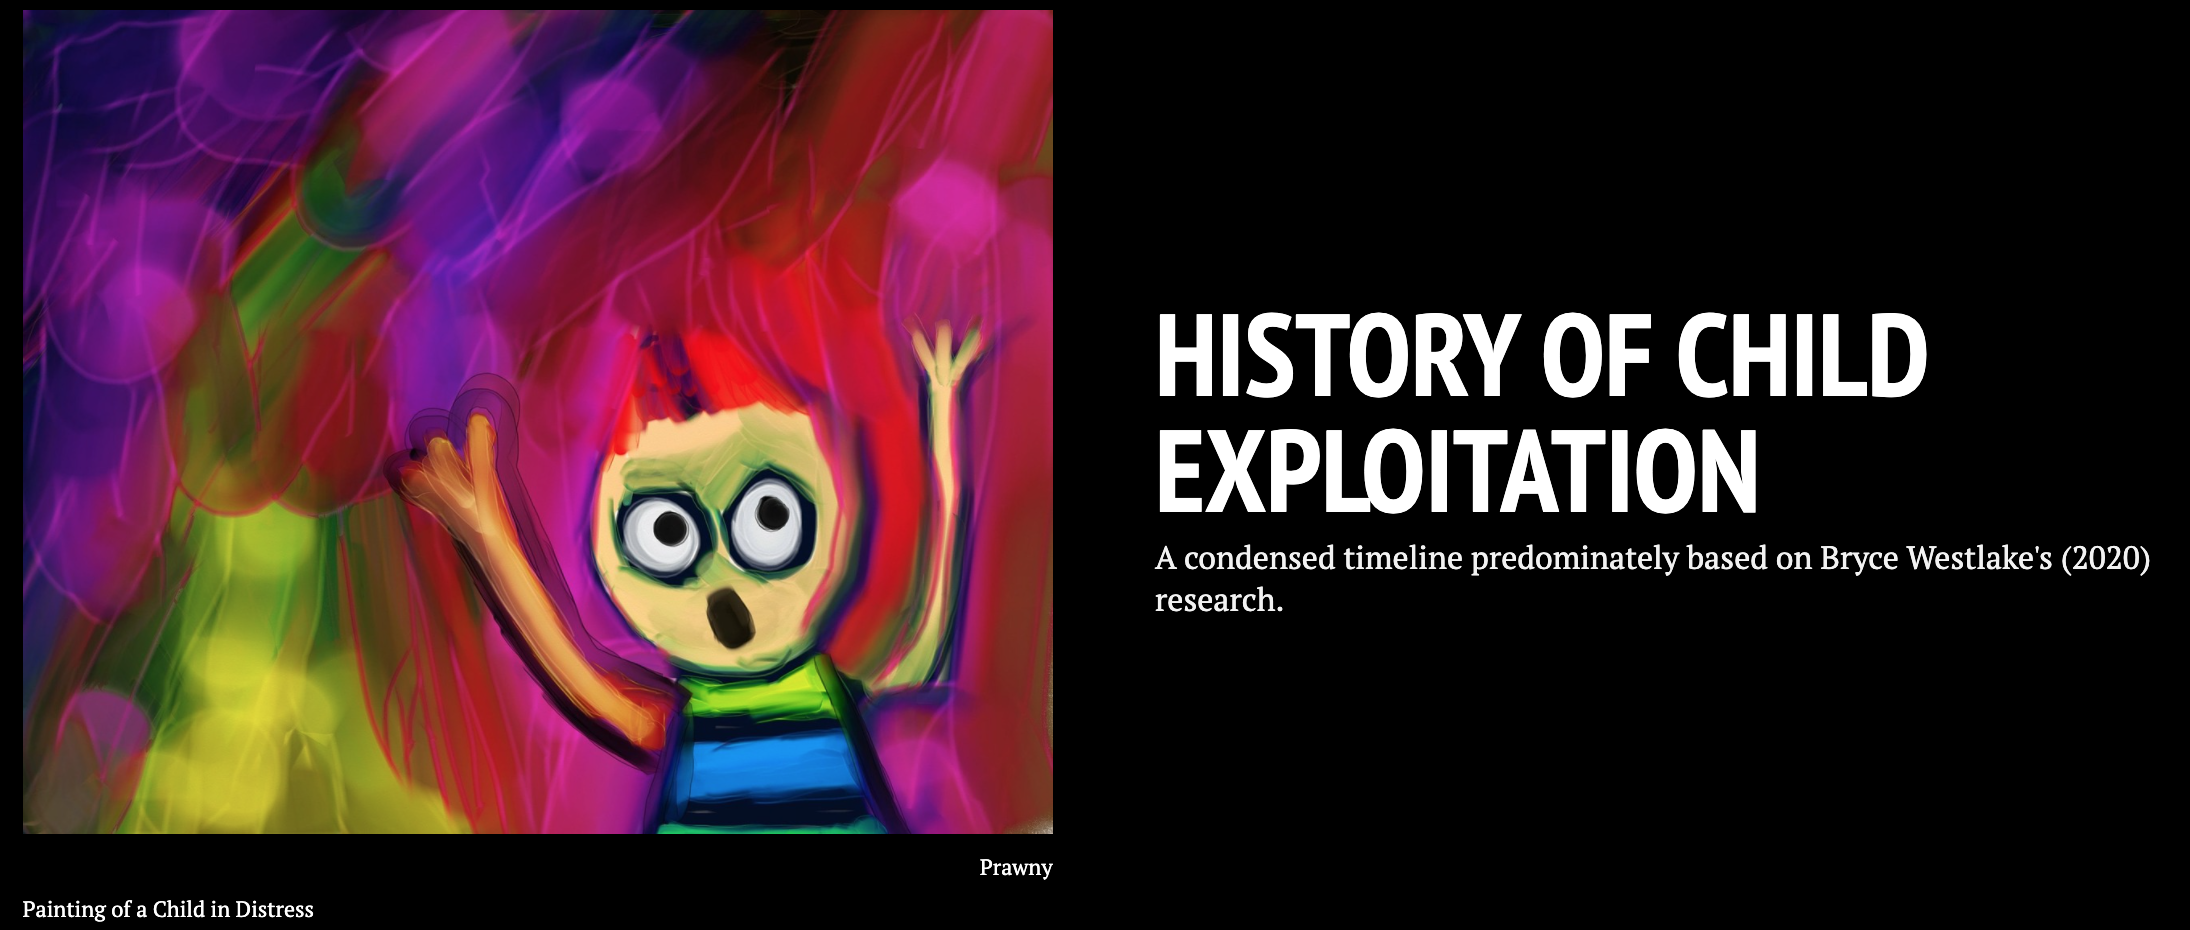 HISTORY OF CHILD
EXPLOITATION
A condensed timeline predominately based on Bryce Westlake's (2020)
research.
Prawny
Painting of a Child in Distress